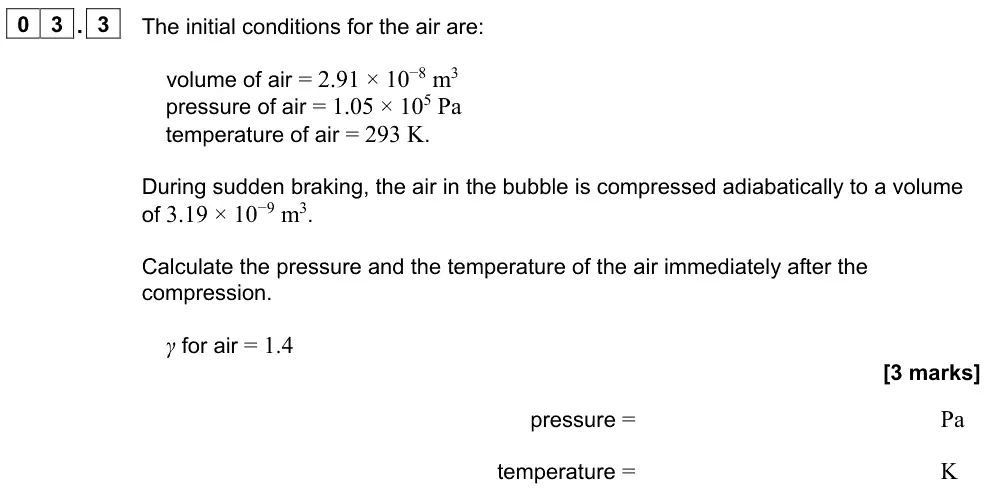 0 3 . 3 The initial conditions for the air are:
volume of air = 2.91 × 10⁻⁸ m³
pressure of air = 1.05 × 10⁵ Pa
temperature of air = 293 K.
During sudden braking, the air in the bubble is compressed adiabatically to a volume
of 3.19 × 10⁻⁹ m³.
Calculate the pressure and the temperature of the air immediately after the
compression.
γ for air = 1.4
[3 marks]
pressure = Pa
temperature = K